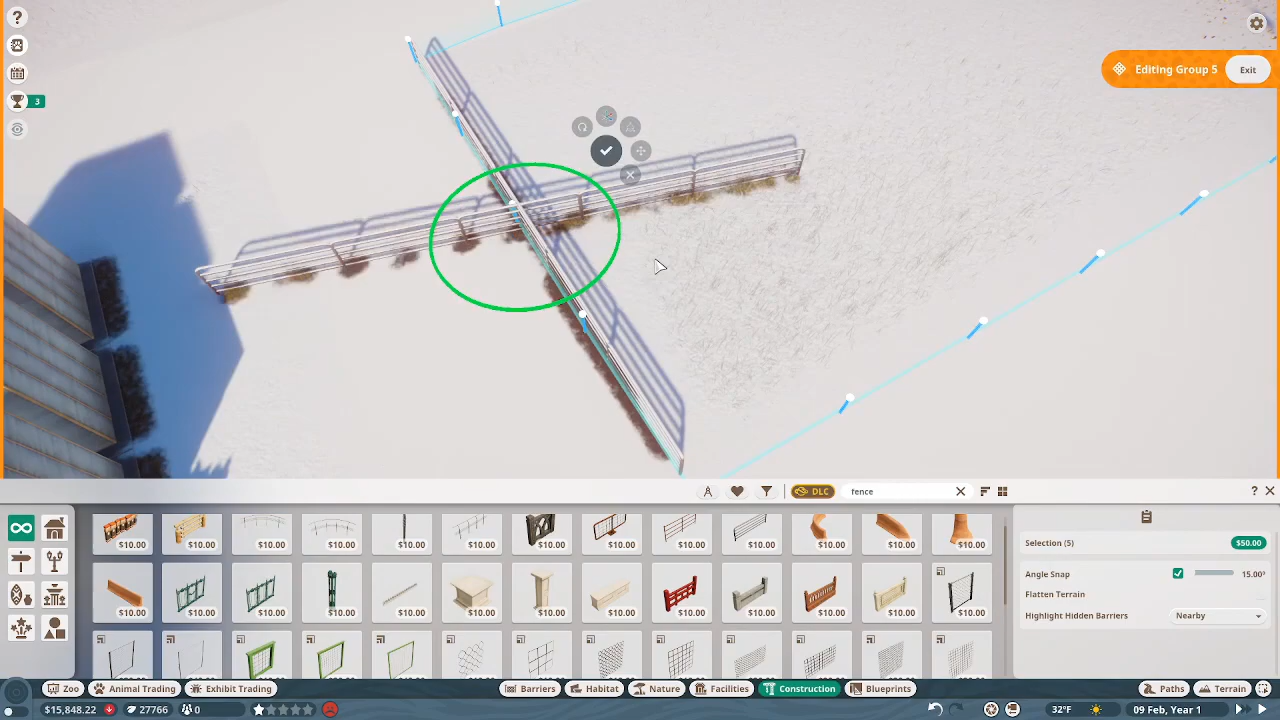 ?
3
Editing Group 5 Exit
DLC fence ?
$10.00 $10.00 $10.00 $10.00 $10.00 $10.00 $10.00 $10.00 $10.00 $10.00 $10.00 $10.00 $10.00
$10.00 $10.00 $10.00 $10.00 $10.00 $10.00 $10.00 $10.00 $10.00 $10.00 $10.00 $10.00 $10.00
Selection (5) $50.00
Angle Snap 15.00°
Flatten Terrain
Highlight Hidden Barriers Nearby
Zoo Animal Trading Exhibit Trading Barriers Habitat Nature Facilities Construction Blueprints Paths Terrain
$15,848.22 27766 0 32°F 09 Feb, Year 1